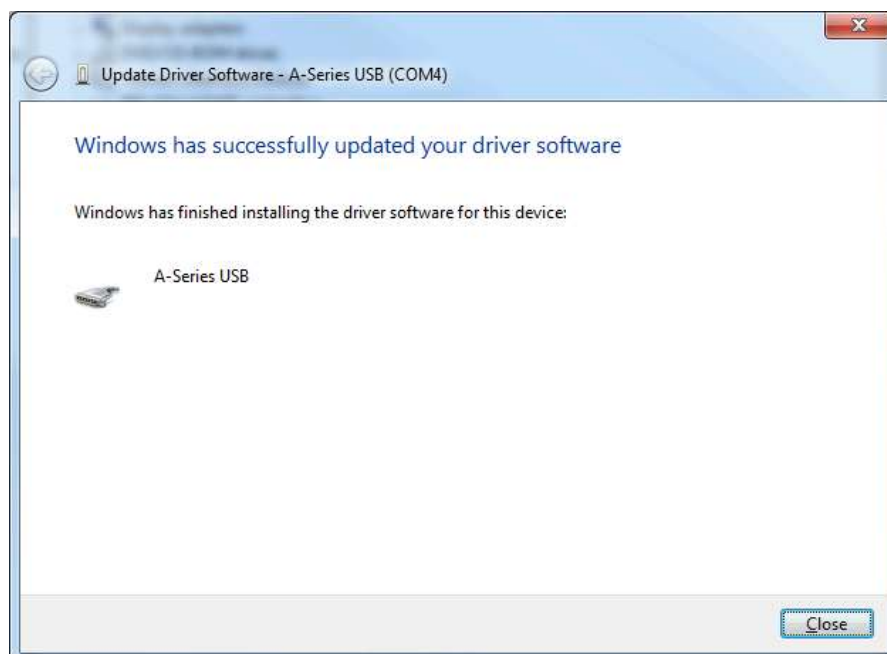 Update Driver Software - A-Series USB (COM4)
Windows has successfully updated your driver software
Windows has finished installing the driver software for this device:
A-Series USB
Close